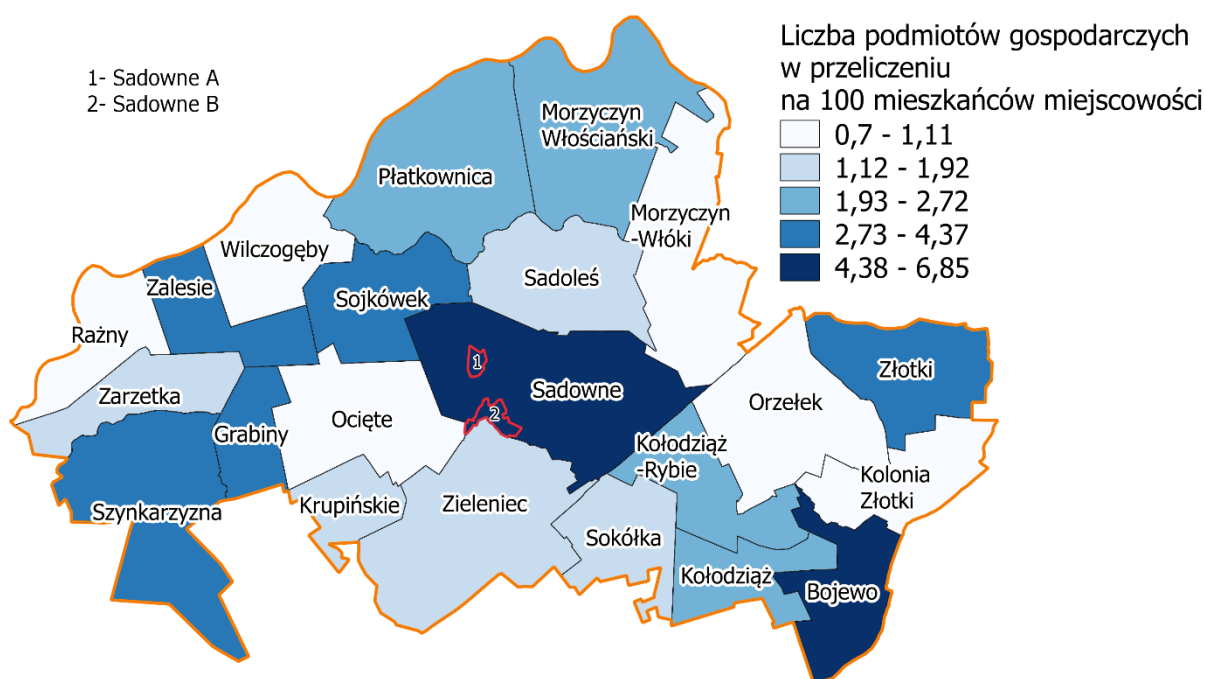 Liczba podmiotów gospodarczych
w przeliczeniu
na 100 mieszkańców miejscowości
0,7 - 1,11
1,12 - 1,92
1,93 - 2,72
2,73 - 4,37
4,38 - 6,85
1- Sadowne A
2- Sadowne B
Morzyczyn
Włościański
Płatkownica
Morzyczyn
-Włóki
Wilczogęby
Sadoleś
Zalesie
Sojkówek
Rażny
1
Złotki
Zarzetka
Sadowne
Orzełek
2
Ocięte
Grabiny
Kołodziąż
-Rybie
Kolonia
Złotki
Krupińskie
Zieleniec
Szynkarzyzna
Sokółka
Kołodziąż
Bojewo